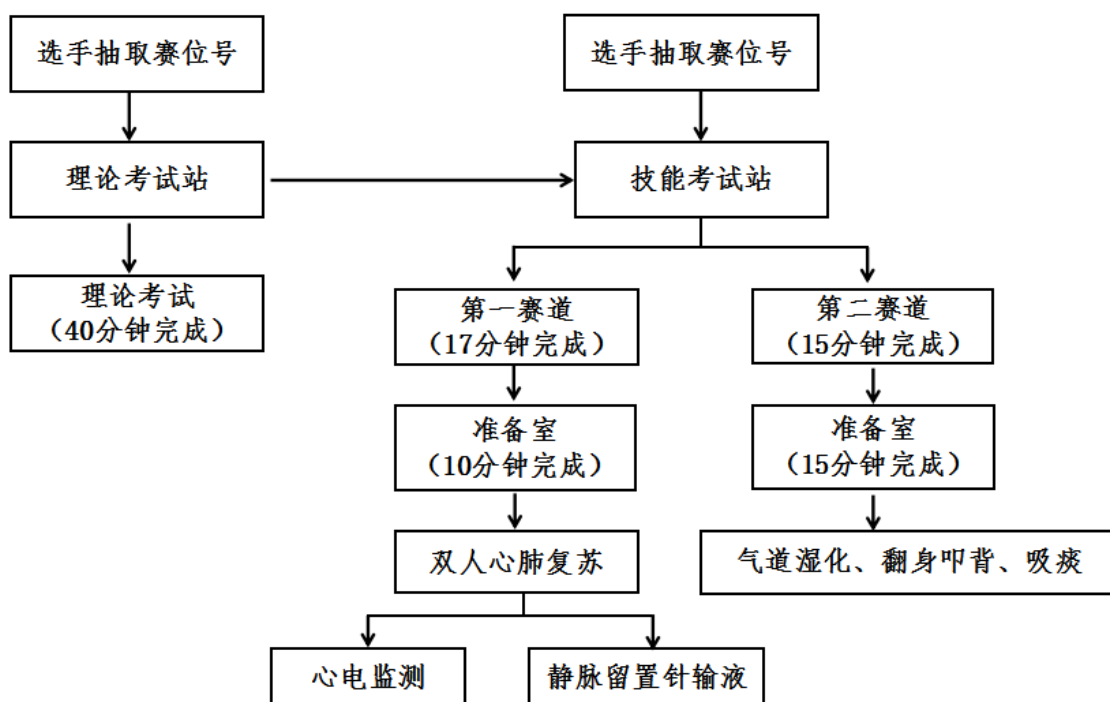 选手抽取赛位号
选手抽取赛位号
理论考试站
技能考试站
理论考试
（40分钟完成）
第一赛道
（17分钟完成）
第二赛道
（15分钟完成）
准备室
（10分钟完成）
准备室
（15分钟完成）
双人心肺复苏
气道湿化、翻身叩背、吸痰
心电监测
静脉留置针输液